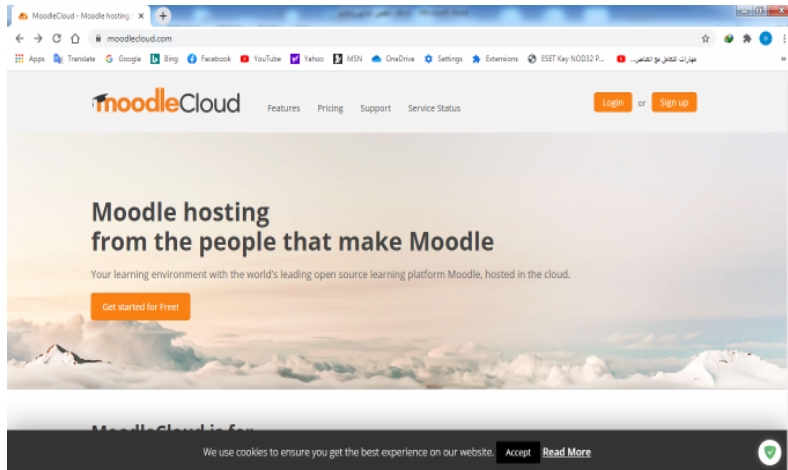 MoodleCloud - Moodle hosting f
moodlecloud.com
Apps Translate Google Bing Facebook YouTube Yahoo MSN OneDrive Settings Extensions ESET Key NOD32 P...
moodleCloud Features Pricing Support Service Status Login or Sign up
Moodle hosting
from the people that make Moodle
Your learning environment with the world's leading open source learning platform Moodle, hosted in the cloud.
Get started for Free!
MoodleCloud is for
We use cookies to ensure you get the best experience on our website. Accept Read More